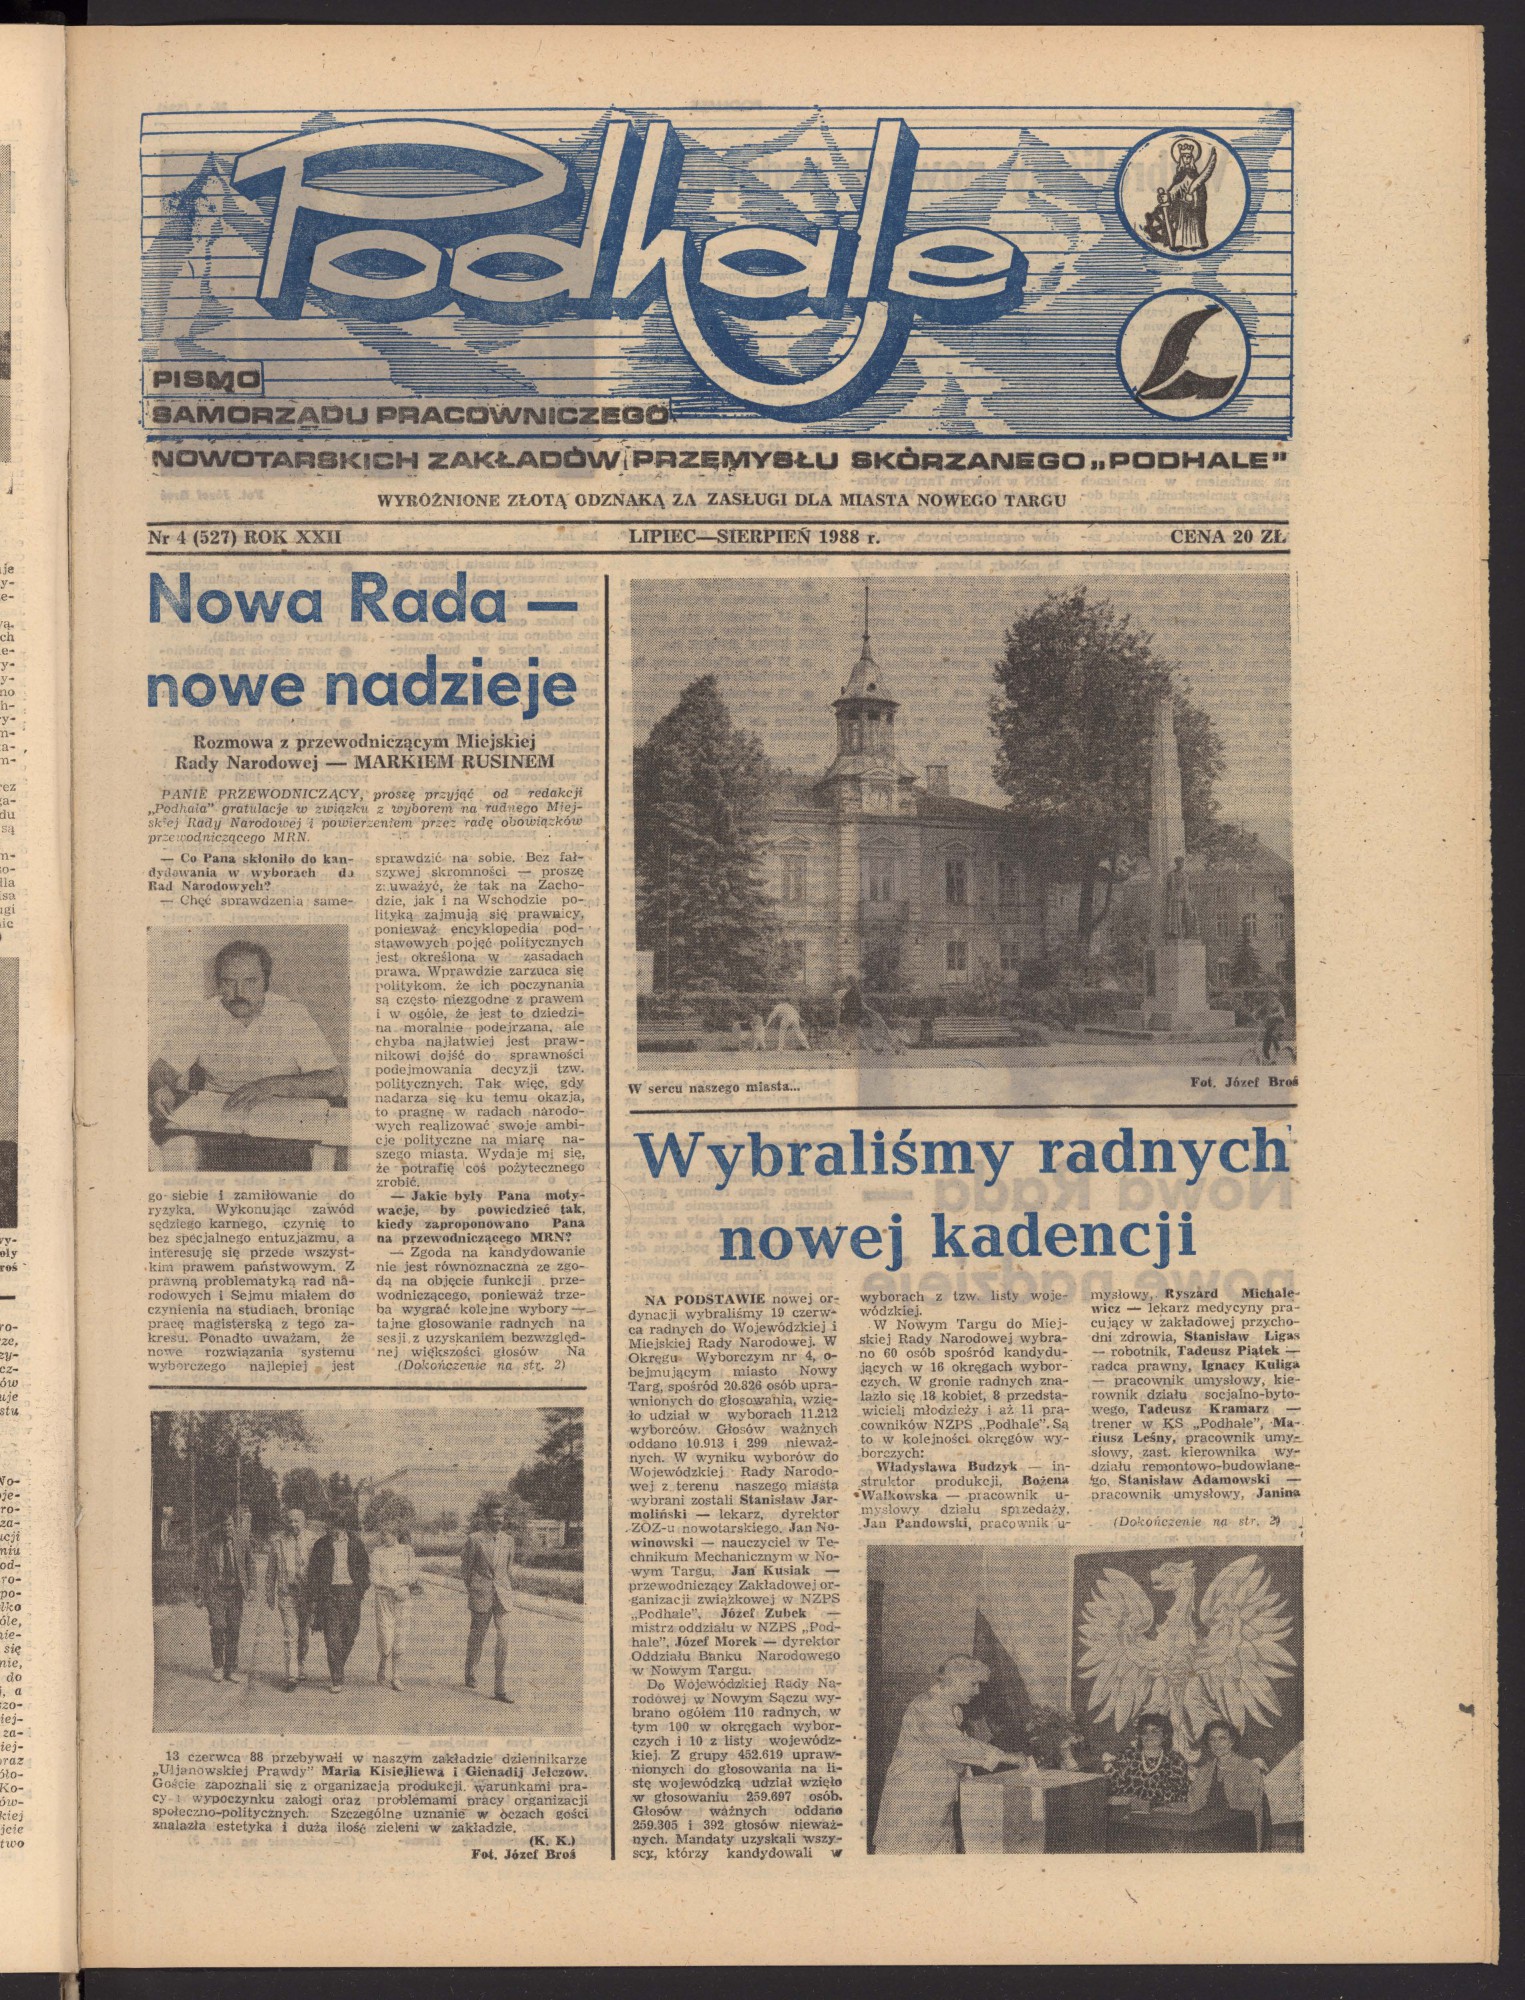 Podhale
PISMO
SAMORZĄDU PRACOWNICZEGO
NOWOTARSKICH ZAKŁADÓW PRZEMYSŁU SKÓRZANEGO „PODHALE"
WYRÓŻNIONE ZŁOTĄ ODZNAKĄ ZA ZASŁUGI DLA MIASTA NOWEGO TARGU
Nr 4 (527) ROK XXII LIPIEC—SIERPIEŃ 1988 r. CENA 20 ZŁ
Nowa Rada —
nowe nadzieje
Rozmowa z przewodniczącym Miejskiej
Rady Narodowej — MARKIEM RUSINEM
PANIE PRZEWODNICZĄCY, proszę przyjąć od redakcji
„Podhala" gratulacje w związku z wyborem na radnego Miej-
skiej Rady Narodowej i powierzeniem przez radę obowiązków
przewodniczącego MRN.
— Co Pana skłoniło do kan-
dydowania w wyborach do
Rad Narodowych?
— Chęć sprawdzenia same-
go siebie i zamiłowanie do
ryzyka. Wykonując zawód
sędziego karnego, czynię to
bez specjalnego entuzjazmu, a
interesuję się przede wszyst-
kim prawem państwowym. Z
prawną problematyką rad na-
rodowych i Sejmu miałem do
czynienia na studiach, broniąc
pracę magisterską z tego za-
kresu. Ponadto uważam, że
nowe rozwiązania systemu
wyborczego najlepiej jest
sprawdzić na sobie. Bez fał-
szywej skromności — proszę
zauważyć, że tak na Zacho-
dzie, jak i na Wschodzie po-
lityką zajmują się prawnicy,
ponieważ encyklopedia pod-
stawowych pojęć politycznych
jest określona w zasadach
prawa. Wprawdzie zarzuca się
politykom, że ich poczynania
są często niezgodne z prawem
i w ogóle, że jest to dziedzi-
na moralnie podejrzana, ale
chyba najłatwiej jest praw-
nikowi dojść do sprawności
podejmowania decyzji tzw.
politycznych. Tak więc, gdy
nadarza się ku temu okazja,
to pragnę w radach narodo-
wych realizować swoje ambi-
cje polityczne na miarę na-
szego miasta. Wydaje mi się,
że potrafię coś pożytecznego
zrobić.
— Jakie były Pana moty-
wacje, by powiedzieć tak,
kiedy zaproponowano Pana
na przewodniczącego MRN?
— Zgoda na kandydowanie
nie jest równoznaczna ze zgo-
dą na objęcie funkcji prze-
wodniczącego, ponieważ trze-
ba wygrać kolejne wybory —
tajne głosowanie radnych na
sesji z uzyskaniem bezwzględ-
nej większości głosów Na
(Dokończenie na str. 2)
13 czerwca 88 przebywali w naszym zakładzie dziennikarze
„Uljanowskiej Prawdy" Maria Kisiejliewa i Gienadij Jelczow.
Goście zapoznali się z organizacją produkcji, warunkami pra-
cy i wypoczynku załogi oraz problemami pracy organizacji
społeczno-politycznych. Szczególne uznanie w oczach gości
znalazła estetyka i duża ilość zieleni w zakładzie.
(K. K.)
Fot. Józef Broś
W sercu naszego miasta...
Fot. Józef Broś
Wybraliśmy radnych
nowej kadencji
NA PODSTAWIE nowej or-
dynacji wybraliśmy 19 czerw-
ca radnych do Wojewódzkiej i
Miejskiej Rady Narodowej. W
Okręgu Wyborczym nr 4, o-
bejmującym miasto Nowy
Targ, spośród 20.826 osób upra-
wnionych do głosowania, wzię-
ło udział w wyborach 11.212
wyborców. Głosów ważnych
oddano 10.913 i 299 nieważ-
nych. W wyniku wyborów do
Wojewódzkiej Rady Narodo-
wej z terenu naszego miasta
wybrani zostali Stanisław Jar-
moliński — lekarz, dyrektor
ZOZ-u nowotarskiego, Jan No-
winowski — nauczyciel w Te-
chnikum Mechanicznym w No-
wym Targu, Jan Kusiak —
przewodniczący Zakładowej or-
ganizacji związkowej w NZPS
„Podhale", Józef Zubek —
mistrz oddziału w NZPS „Pod-
hale", Józef Morek — dyrektor
Oddziału Banku Narodowego
w Nowym Targu.
Do Wojewódzkiej Rady Na-
rodowej w Nowym Sączu wy-
brano ogółem 110 radnych, w
tym 100 w okręgach wybor-
czych i 10 z listy wojewódz-
kiej. Z grupy 452.619 upraw-
nionych do głosowania na li-
stę wojewódzką udział wzięło
w głosowaniu 259.697 osób.
Głosów ważnych oddano
259.305 i 392 głosów nieważ-
nych. Mandaty uzyskali wszy-
scy, którzy kandydowali w
wyborach z tzw. listy woje-
wódzkiej.
W Nowym Targu do Miej-
skiej Rady Narodowej wybra-
no 60 osób spośród kandydu-
jących w 16 okręgach wybor-
czych. W gronie radnych zna-
lazło się 18 kobiet, 8 przedsta-
wicieli młodzieży i aż 11 pra-
cowników NZPS „Podhale". Są
to w kolejności okręgów wy-
borczych:
Władysława Budzyk — in-
struktor produkcji, Bożena
Walkowska — pracownik u-
mysłowy działu sprzedaży,
Jan Pandowski, pracownik u-
mysłowy, Ryszard Michale-
wicz — lekarz medycyny pra-
cujący w zakładowej przycho-
dni zdrowia, Stanisław Ligas
— robotnik, Tadeusz Piątek —
radca prawny, Ignacy Kuliga
— pracownik umysłowy, kie-
rownik działu socjalno-byto-
wego, Tadeusz Kramarz —
trener w KS „Podhale", Ma-
riusz Leśny, pracownik umy-
słowy, zast. kierownika wy-
działu remontowo-budowlane-
go, Stanisław Adamowski —
pracownik umysłowy, Janina
(Dokończenie na str. 2)